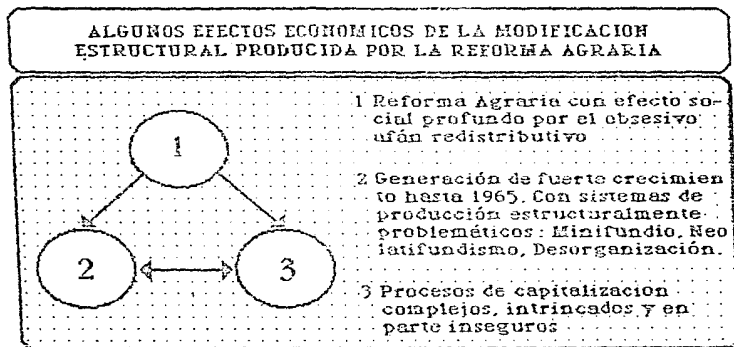 ALGUNOS EFECTOS ECONOMICOS DE LA MODIFICACION
ESTRUCTURAL PRODUCIDA POR LA REFORMA AGRARIA
1
2
3
1 Reforma Agraria con efecto so-
cial profundo por el obsesivo
afán redistributivo
2 Generación de fuerte crecimien
to hasta 1965. Con sistemas de
producción estructuralmente
problemáticos : Minifundio, Neo
latifundismo, Desorganización.
3 Procesos de capitalización
complejos, intrincados y en
parte inseguros